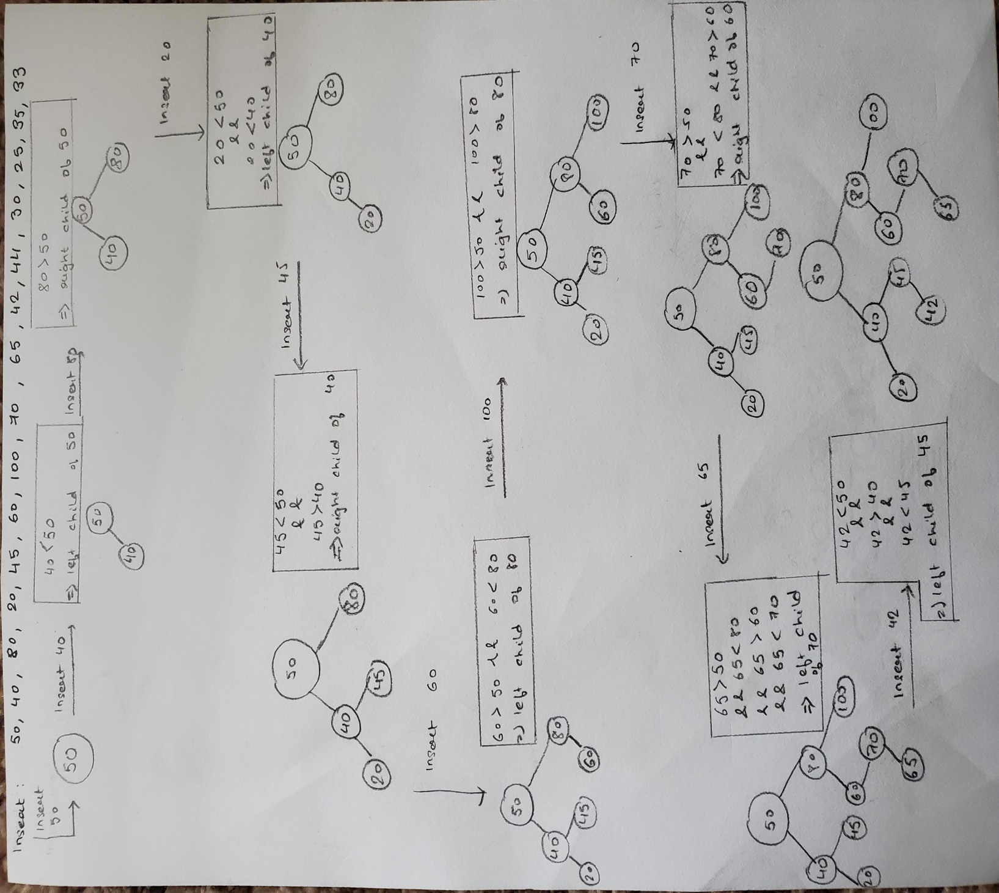 Insert : 50, 40, 80, 20, 45, 60, 100, 70, 65, 42, 44, 30, 25, 35, 33
Insert
50
50
Insert 40
40 < 50
=> left child of 50
50
40
Insert 80
80 > 50
=> right child of 50
50
40
80
Insert 20
20 < 50
&&
20 < 40
=> left child of 40
50
40
80
20
Insert 45
45 < 50
&&
45 > 40
=> right child of 40
50
40
80
20
45
Insert 60
60 > 50 && 60 < 80
=> left child of 80
50
40
80
20
45
60
Insert 100
100 > 50 && 100 > 80
=> right child of 80
50
40
80
20
45
60
100
Insert 70
70 > 50
&&
70 < 80 && 70 > 60
=> right child of 60
50
40
80
20
45
60
100
70
Insert 65
65 > 50
&& 65 < 80
&& 65 > 60
&& 65 < 70
=> left child
of 70
50
40
80
20
45
60
100
70
65
Insert 42
42 < 50
&&
42 > 40
&&
42 < 45
=> left child of 45
50
40
80
20
45
60
100
42
70
65